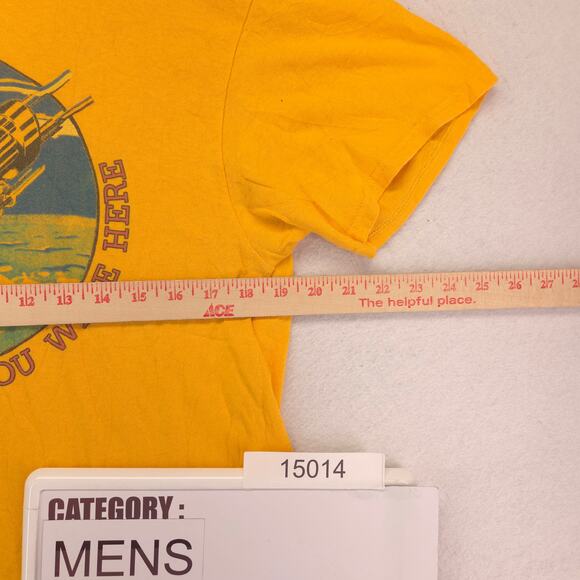 OU WERE HERE
12 13 14 15 16 17 18 19 20 21 22 23 24 25 26 27
ACE The helpful place.
15014
CATEGORY :
MENS